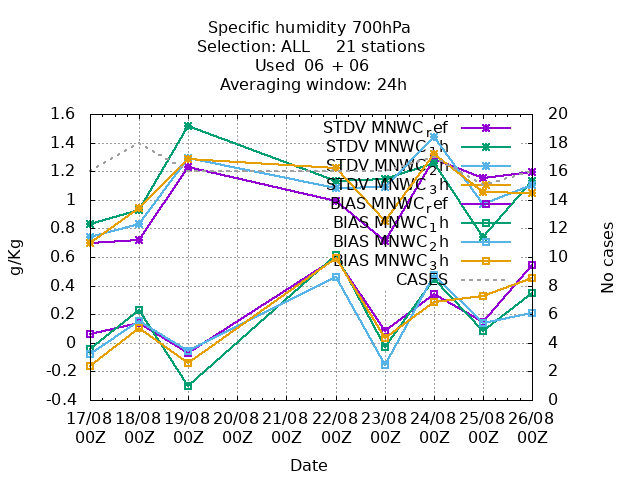 Specific humidity 700hPa
Selection: ALL 21 stations
Used 06 + 06
Averaging window: 24h
1.6
1.4
1.2
1
0.8
0.6
0.4
0.2
0
-0.2
-0.4
g/Kg
STDV MNWC_ref
STDV MNWC_1h
STDV MNWC_2h
STDV MNWC_3h
BIAS MNWC_ref
BIAS MNWC_1h
BIAS MNWC_2h
BIAS MNWC_3h
CASES
20
18
16
14
12
10
8
6
4
2
0
No cases
17/08 18/08 19/08 20/08 21/08 22/08 23/08 24/08 25/08 26/08
00Z 00Z 00Z 00Z 00Z 00Z 00Z 00Z 00Z 00Z
Date